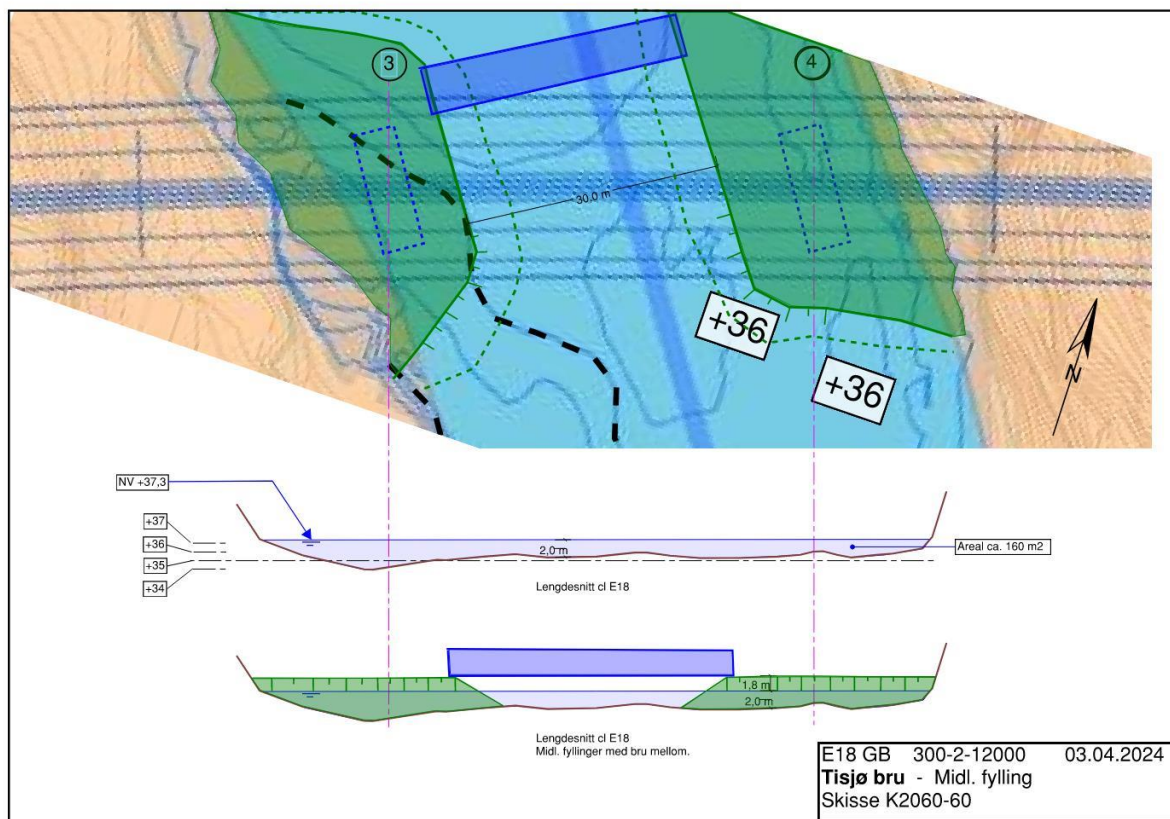 3
4
30,0 m
+36
+36
N
NV +37,3
+37
+36
+35
+34
2,0 m
Areal ca. 160 m2
Lengdesnitt cl E18
1,8 m
2,0 m
Lengdesnitt cl E18
Midl. fyllinger med bru mellom.
E18 GB 300-2-12000 03.04.2024
Tisjø bru - Midl. fylling
Skisse K2060-60